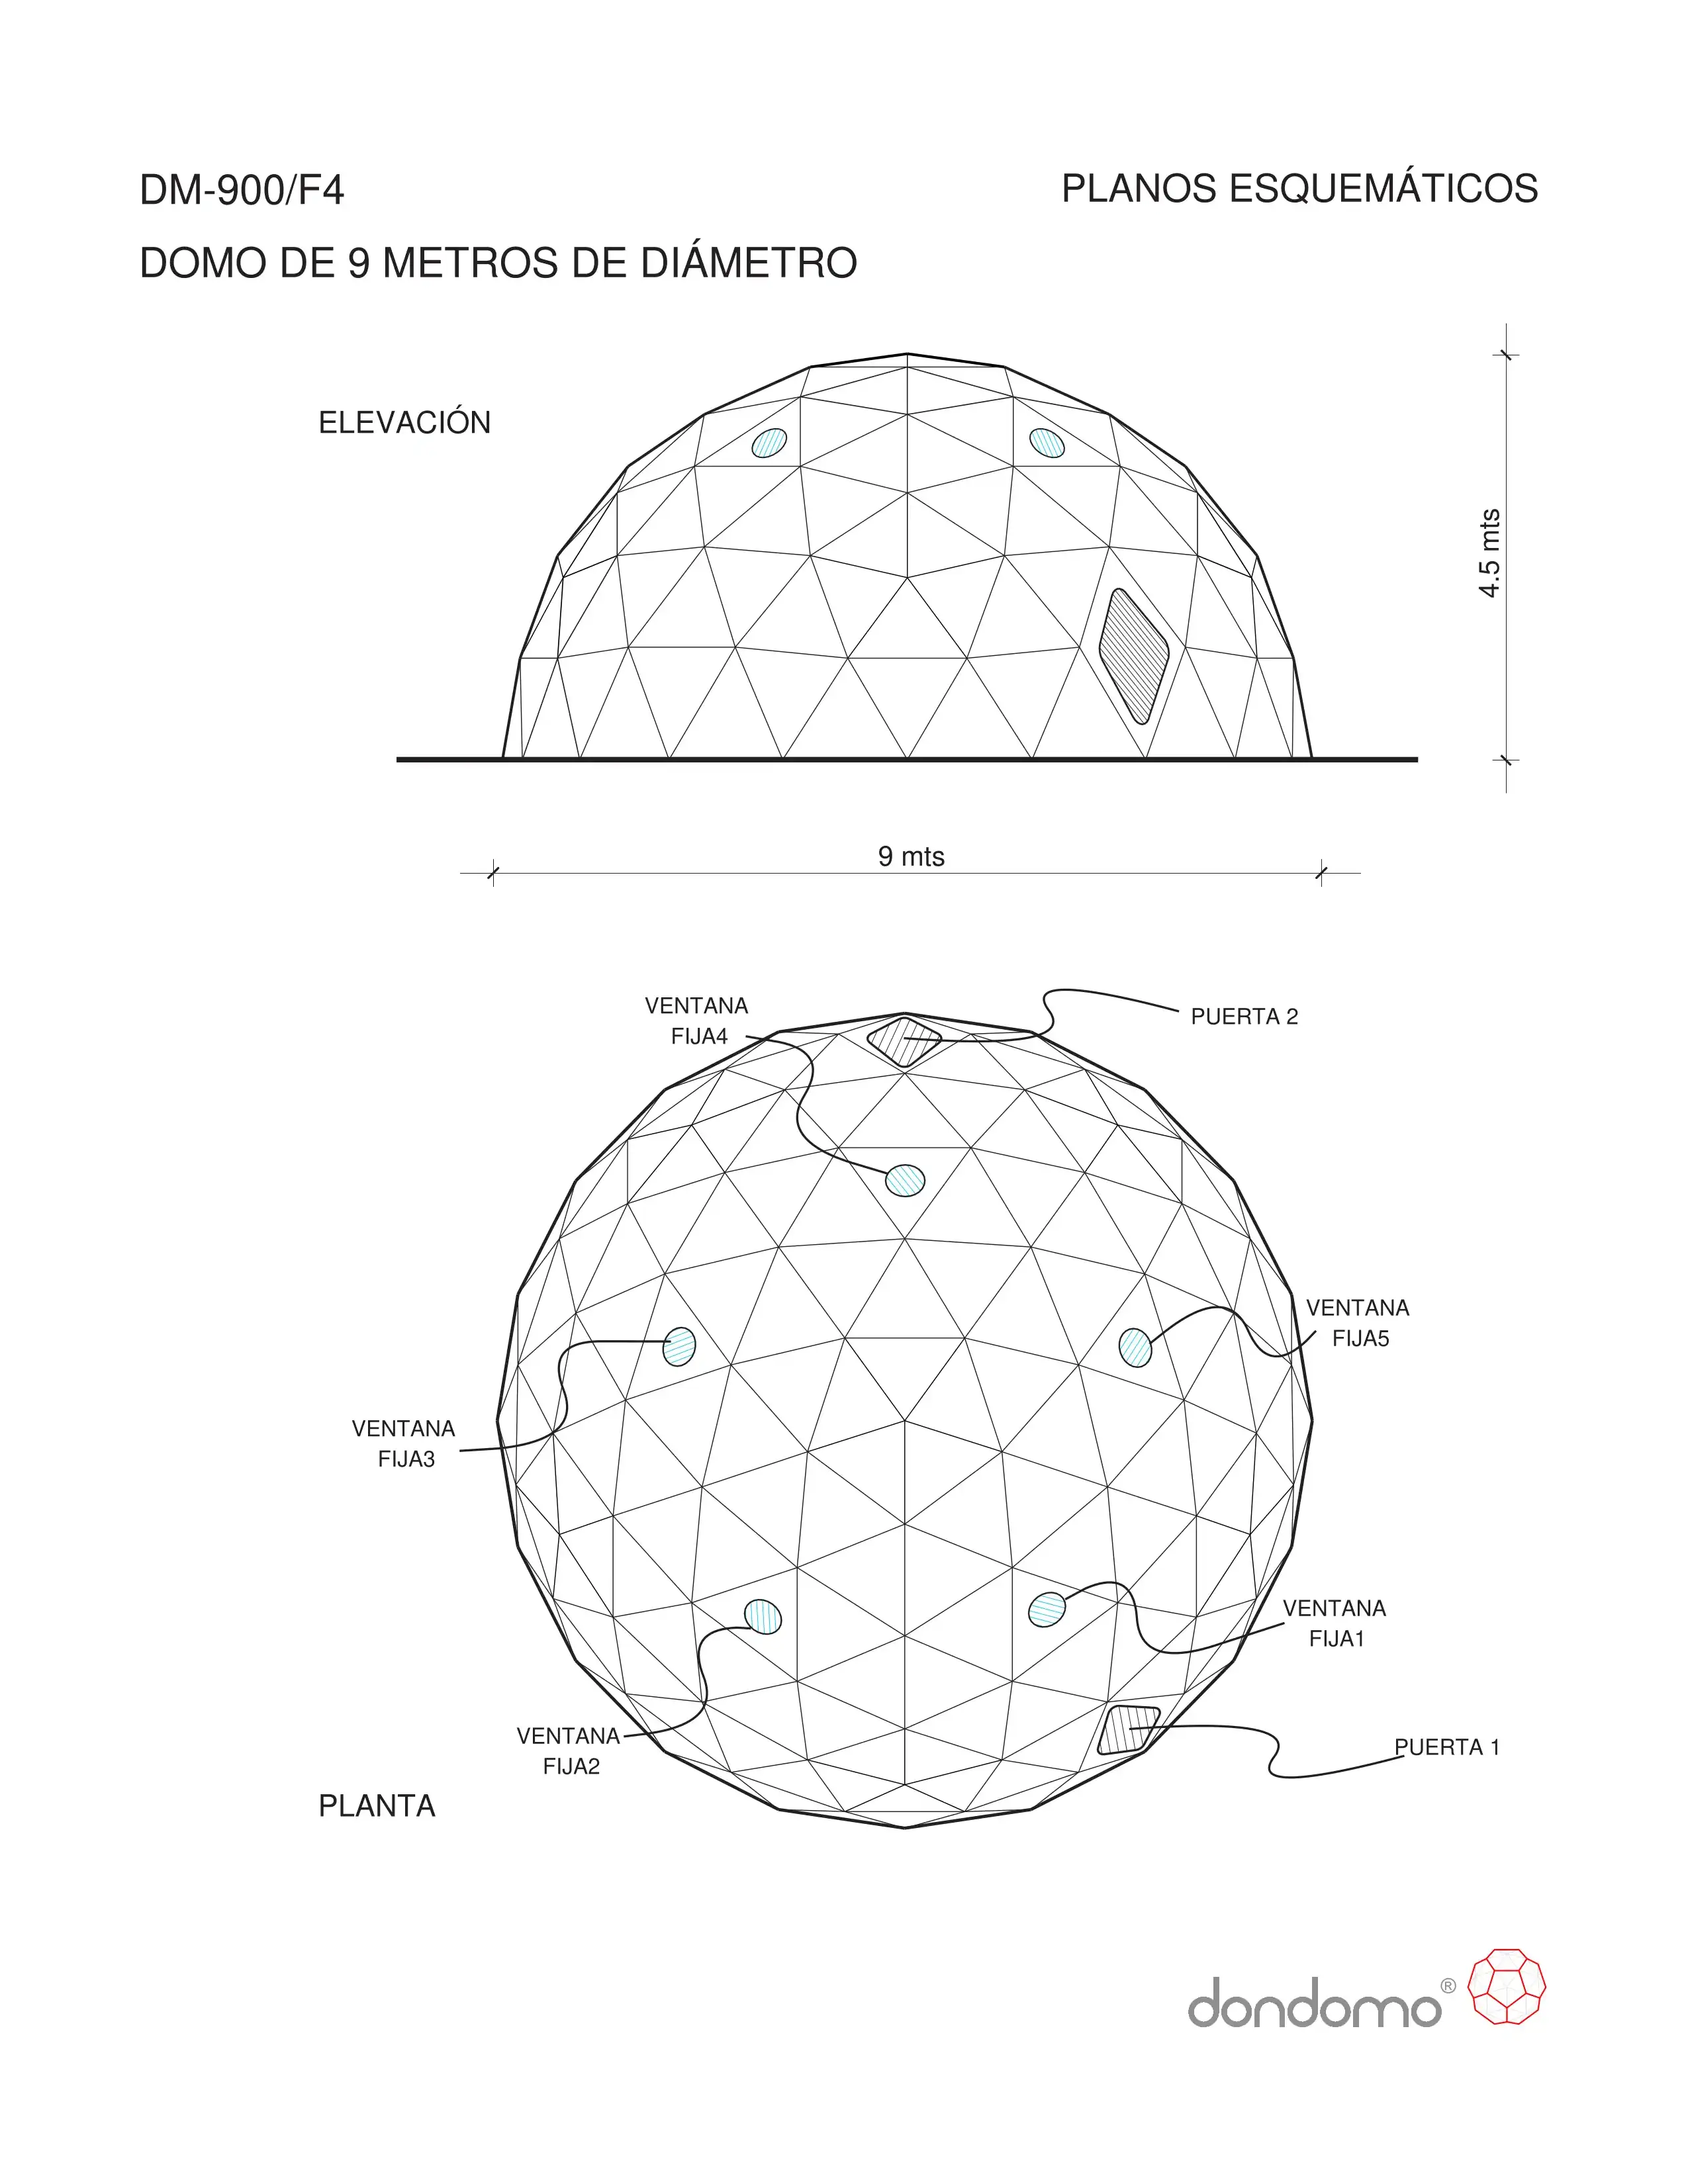 DM-900/F4
PLANOS ESQUEMÁTICOS
DOMO DE 9 METROS DE DIÁMETRO
ELEVACIÓN
4.5 mts
9 mts
VENTANA
FIJA4
PUERTA 2
VENTANA
FIJA5
VENTANA
FIJA3
VENTANA
FIJA1
VENTANA
FIJA2
PUERTA 1
PLANTA
dondomo®